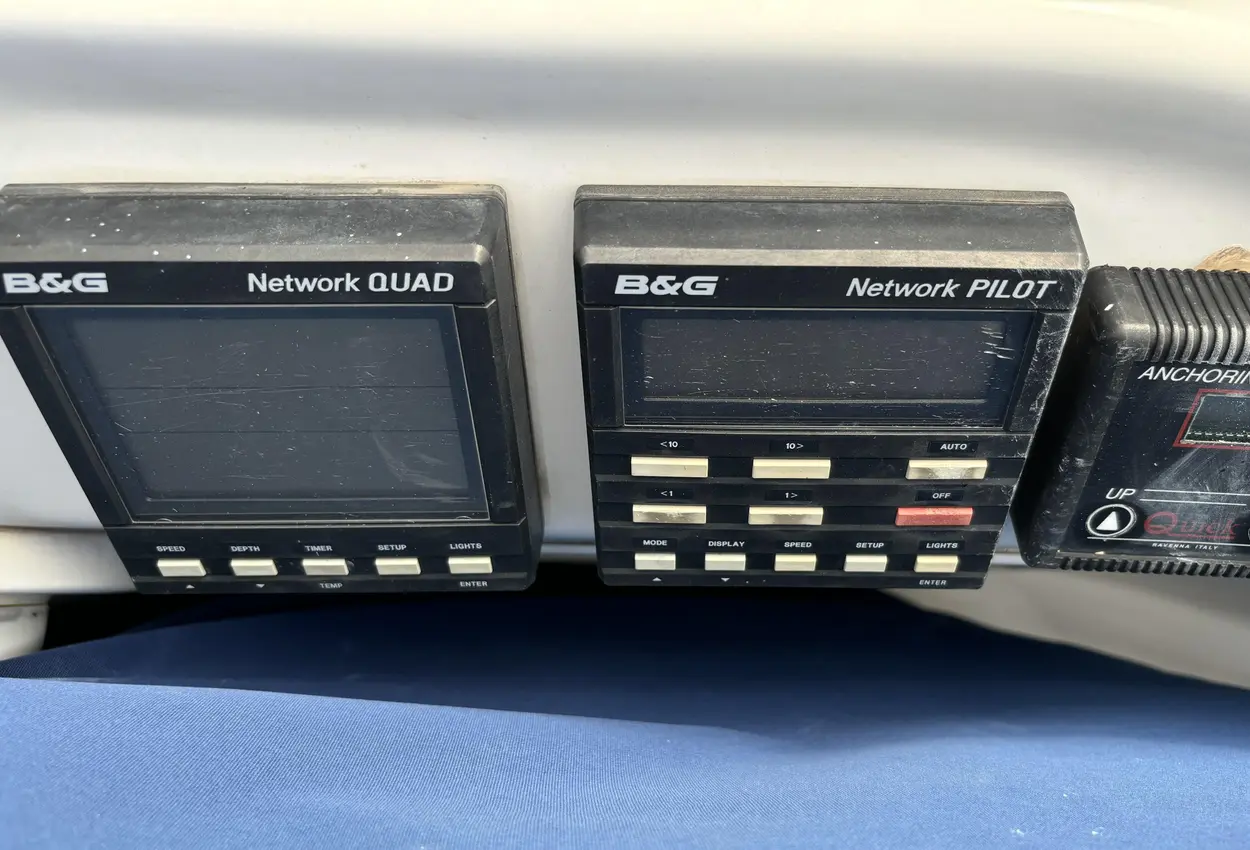 B&G Network QUAD
SPEED DEPTH TIMER SETUP LIGHTS
TEMP ENTER
B&G Network PILOT
<10 10> AUTO
<1 1> OFF
MODE DISPLAY SPEED SETUP LIGHTS
ENTER
ANCHORIN
UP
Quick
RAVENNA ITALY